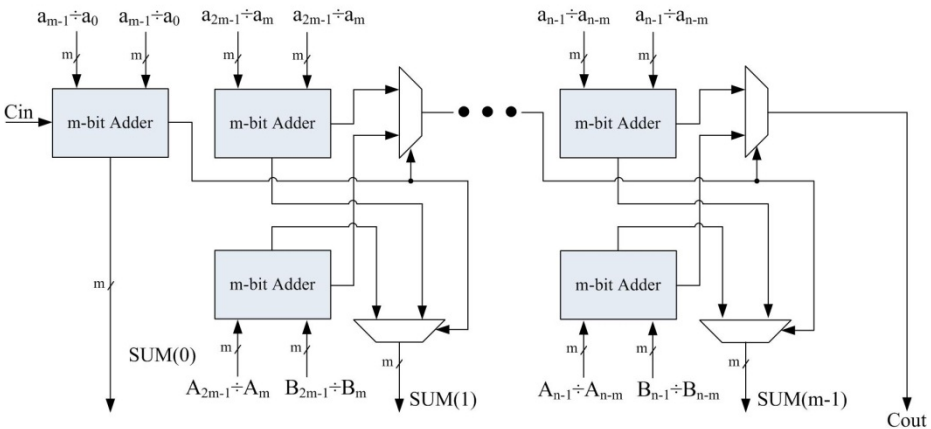 aₘ₋₁÷a₀ aₘ₋₁÷a₀ a₂ₘ₋₁÷aₘ a₂ₘ₋₁÷aₘ aₙ₋₁÷aₙ₋ₘ aₙ₋₁÷aₙ₋ₘ
m m m m m m
Cin
m-bit Adder m-bit Adder m-bit Adder
m-bit Adder m-bit Adder
m
m m m m
SUM(0) m m
A₂ₘ₋₁÷Aₘ B₂ₘ₋₁÷Bₘ Aₙ₋₁÷Aₙ₋ₘ Bₙ₋₁÷Bₙ₋ₘ
SUM(1) SUM(m-1)
Cout